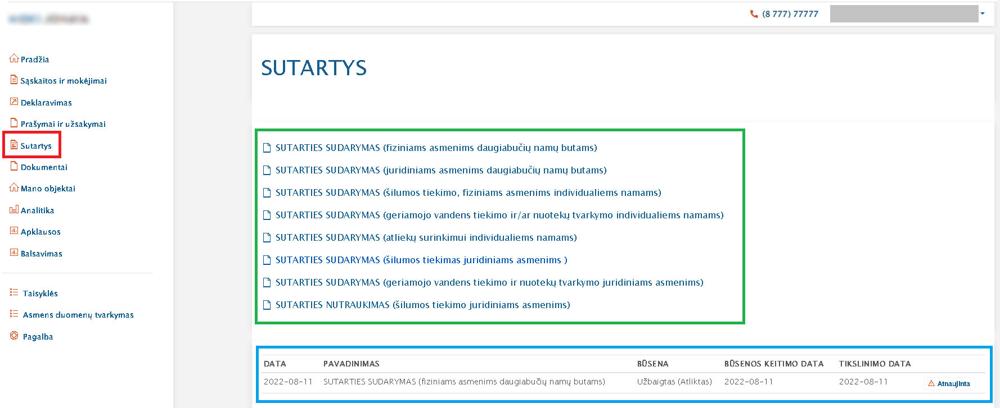 (8 777) 77777
Pradžia
Sąskaitos ir mokėjimai
Deklaravimas
Prašymai ir užsakymai
Sutartys
Dokumentai
Mano objektai
Analitika
Apklausos
Balsavimas
Taisyklės
Asmens duomenų tvarkymas
Pagalba
SUTARTYS
SUTARTIES SUDARYMAS (fiziniams asmenims daugiabučių namų butams)
SUTARTIES SUDARYMAS (juridiniams asmenims daugiabučių namų butams)
SUTARTIES SUDARYMAS (šilumos tiekimo, fiziniams asmenims individualiems namams)
SUTARTIES SUDARYMAS (geriamojo vandens tiekimo ir/ar nuotekų tvarkymo individualiems namams)
SUTARTIES SUDARYMAS (atliekų surinkimui individualiems namams)
SUTARTIES SUDARYMAS (šilumos tiekimas juridiniams asmenims )
SUTARTIES SUDARYMAS (geriamojo vandens tiekimo ir nuotekų tvarkymo juridiniams asmenims)
SUTARTIES NUTRAUKIMAS (šilumos tiekimo juridiniams asmenims)
DATA PAVADINIMAS BŪSENA BŪSENOS KEITIMO DATA TIKSLINIMO DATA
2022-08-11 SUTARTIES SUDARYMAS (fiziniams asmenims daugiabučių namų butams) Užbaigtas (Atliktas) 2022-08-11 2022-08-11 Atnaujinta